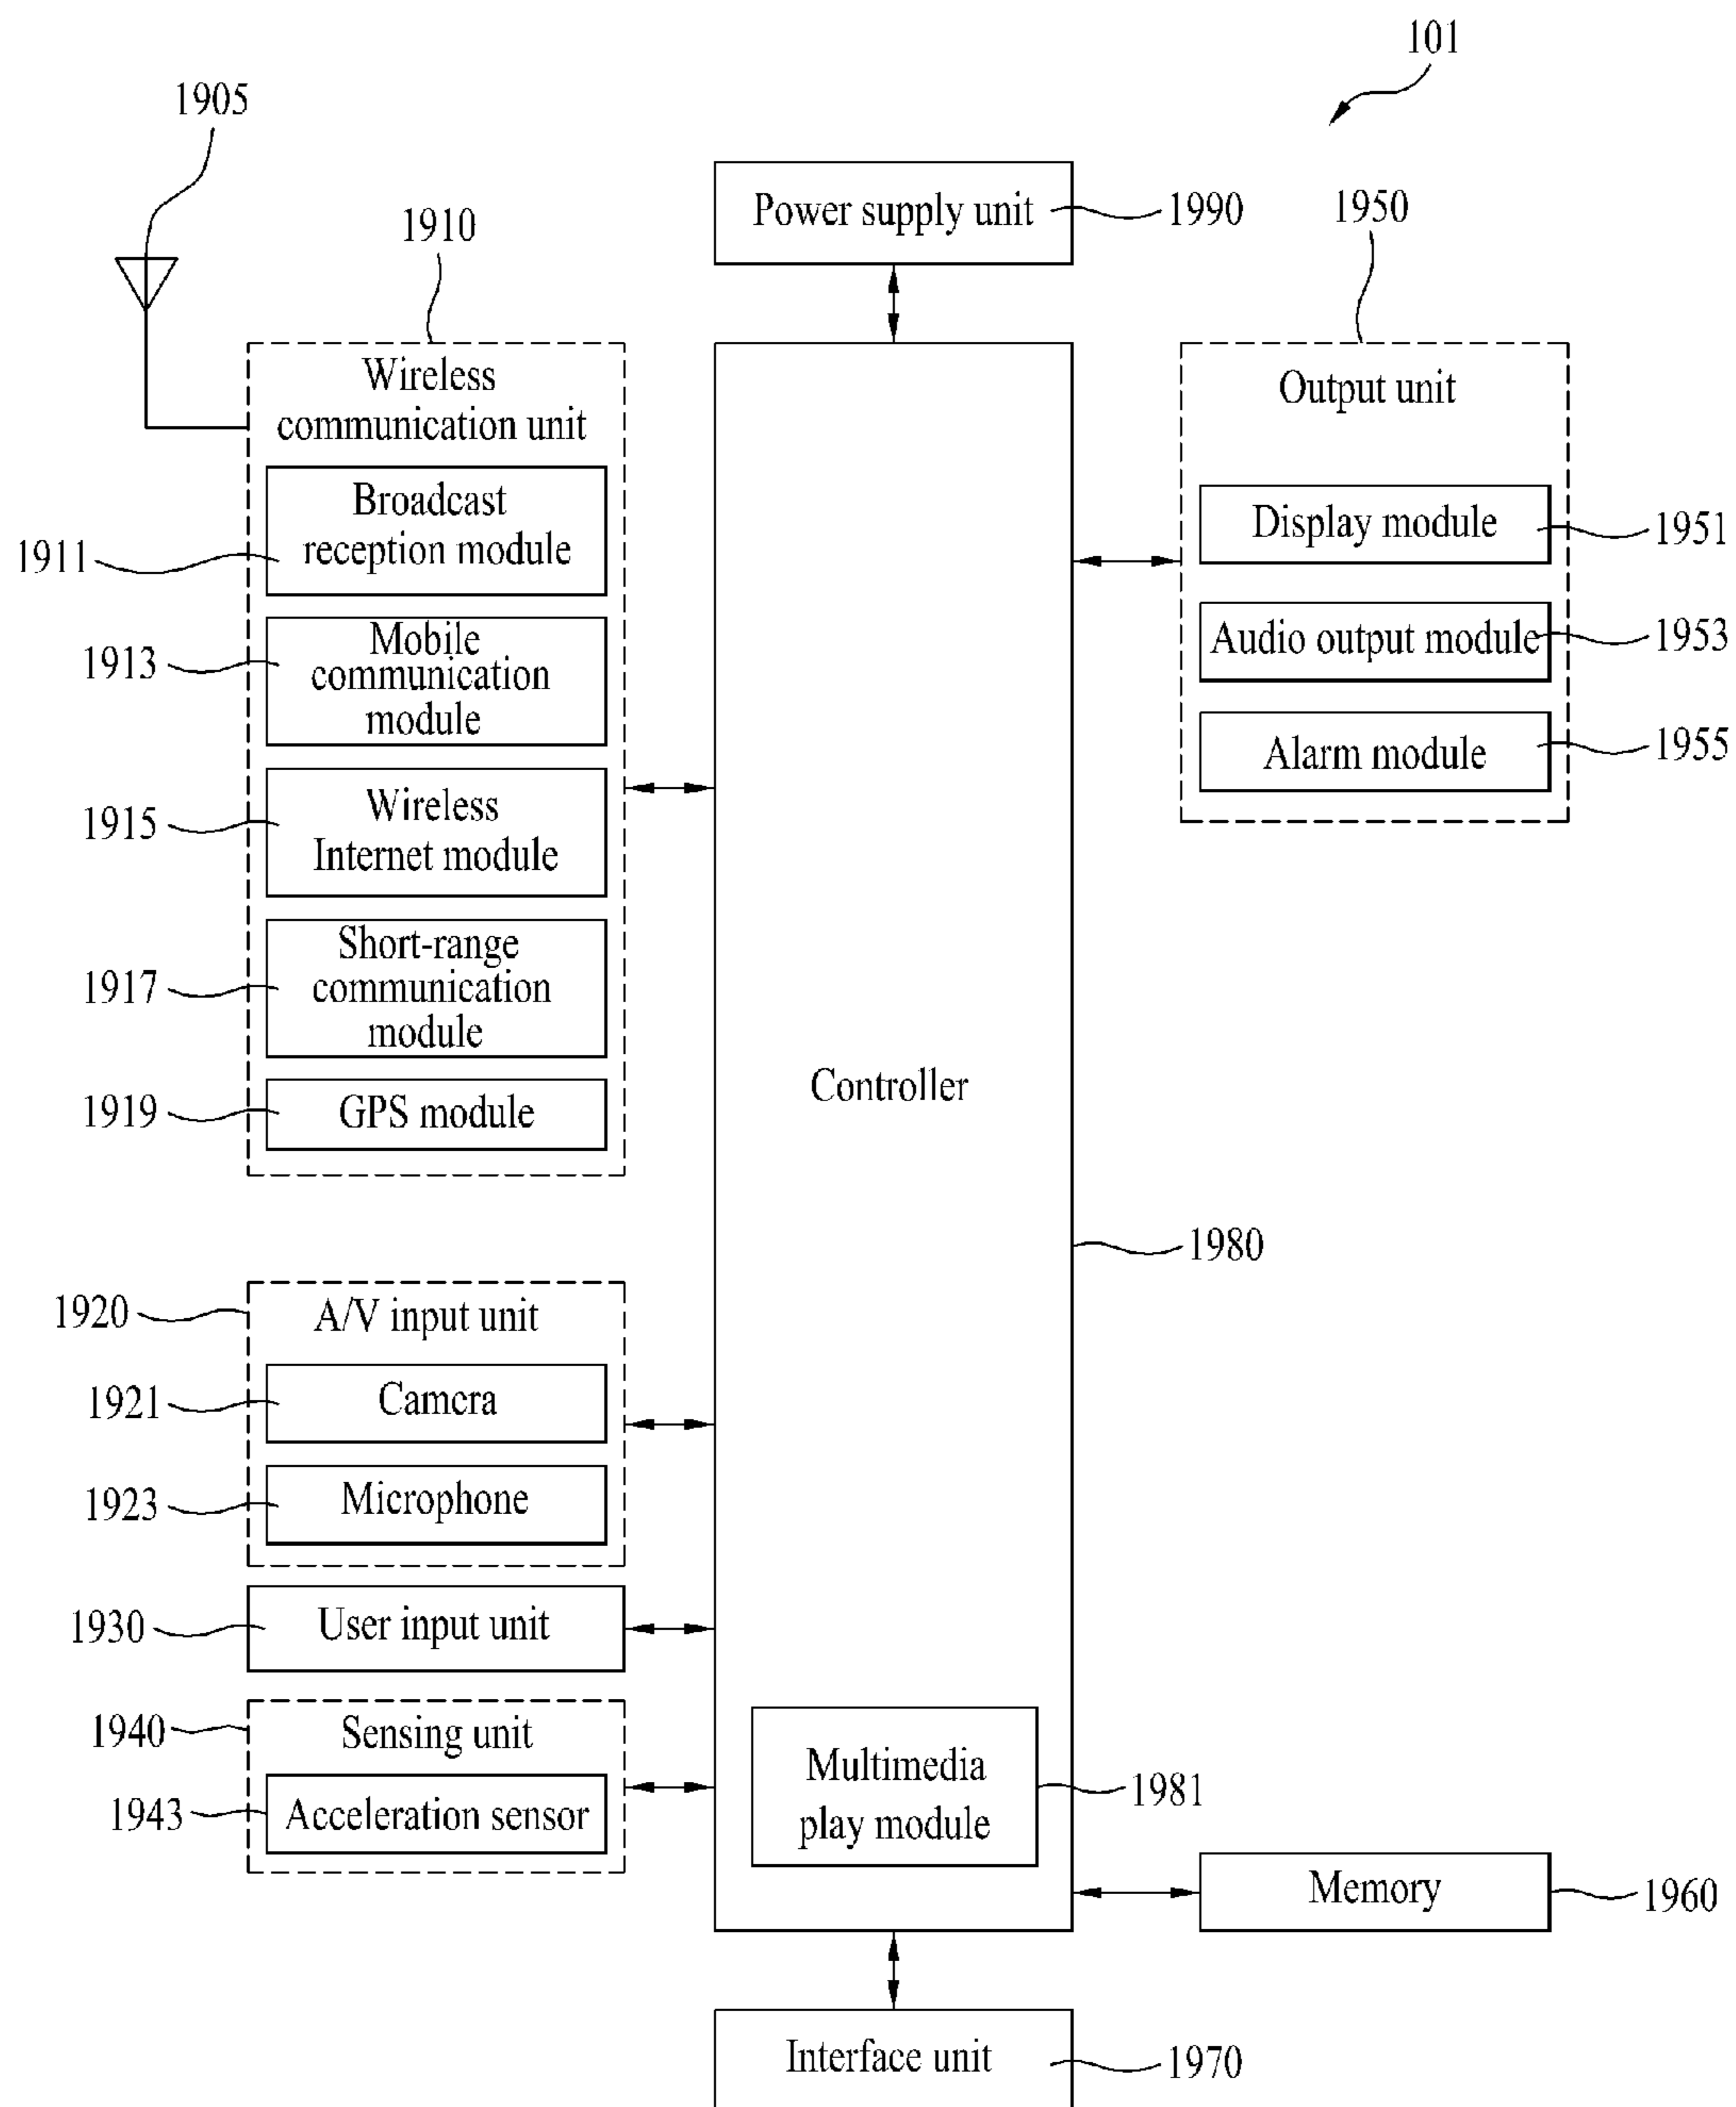 101
1905
1910
Power supply unit
1990
1950
Wireless
communication unit
Output unit
Broadcast
reception module
1911
Display module
1951
Mobile
communication
module
1913
Audio output module
1953
Alarm module
1955
Wireless
Internet module
1915
Short-range
communication
module
1917
GPS module
1919
Controller
1980
A/V input unit
1920
Camera
1921
Microphone
1923
User input unit
1930
Sensing unit
1940
Acceleration sensor
1943
Multimedia
play module
1981
Memory
1960
Interface unit
1970